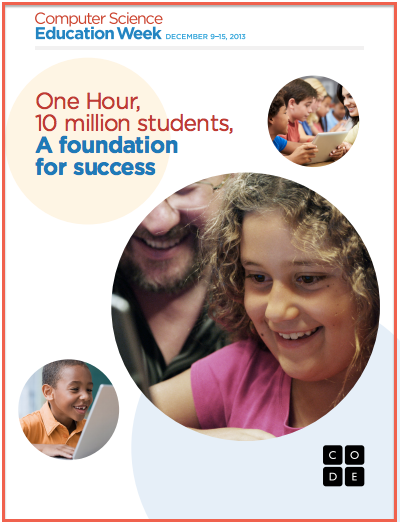 Computer Science
Education Week DECEMBER 9–15, 2013
One Hour,
10 million students,
A foundation
for success
C O
D E